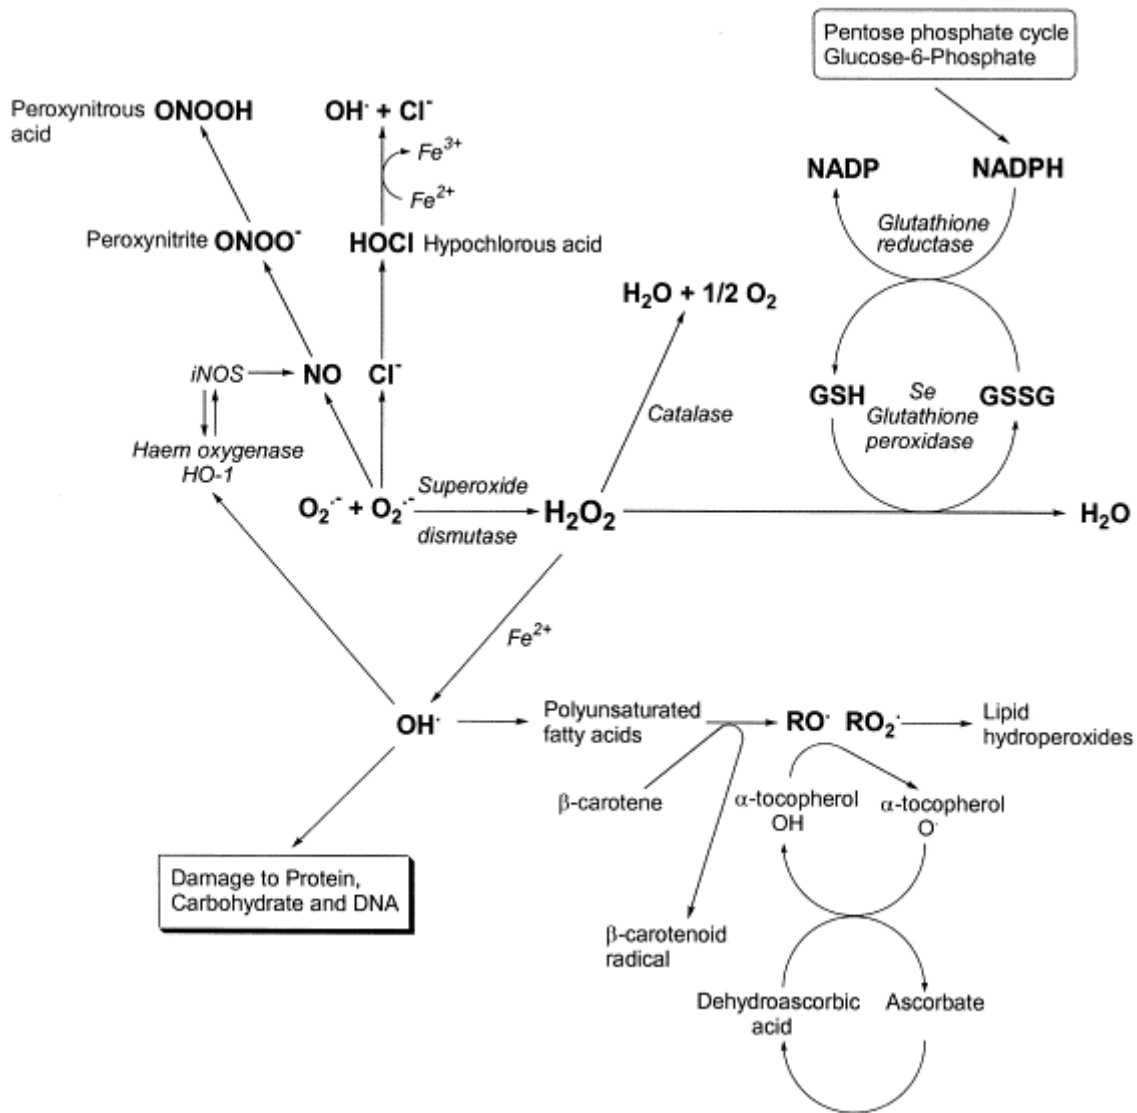 Pentose phosphate cycle
Glucose-6-Phosphate
Peroxynitrous ONOOH
acid
OH· + Cl⁻
Fe³⁺
Fe²⁺
NADP NADPH
Glutathione
reductase
Peroxynitrite ONOO⁻
HOCl Hypochlorous acid
H₂O + 1/2 O₂
iNOS NO Cl⁻
GSH Se GSSG
Glutathione
peroxidase
Catalase
Haem oxygenase
HO-1
O₂·⁻ + O₂·⁻ Superoxide
dismutase
H₂O₂ H₂O
Fe²⁺
OH· Polyunsaturated
fatty acids
RO· RO₂· Lipid
hydroperoxides
β-carotene
α-tocopherol
OH
α-tocopherol
O·
Damage to Protein,
Carbohydrate and DNA
β-carotenoid
radical
Dehydroascorbic
acid
Ascorbate